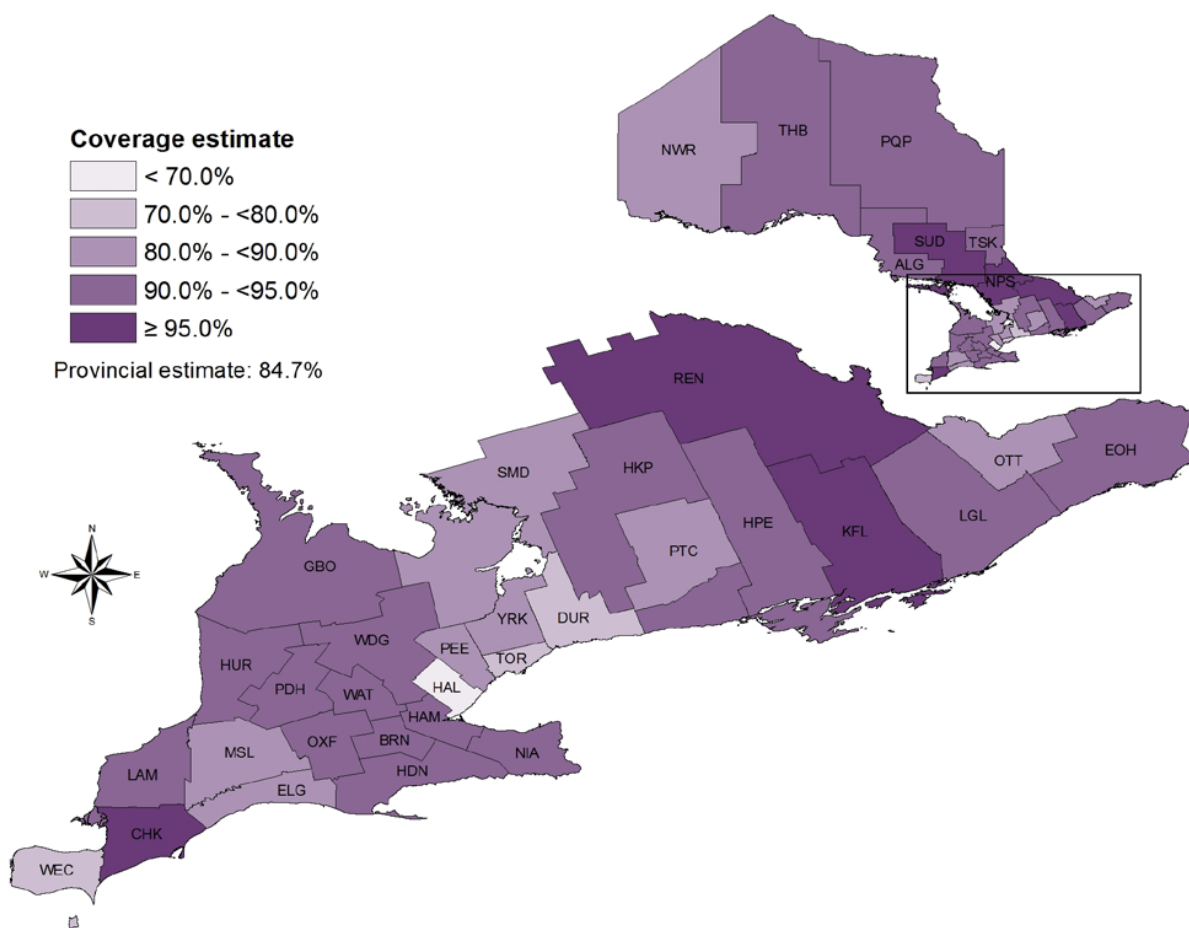 Coverage estimate
< 70.0%
70.0% - <80.0%
80.0% - <90.0%
90.0% - <95.0%
≥ 95.0%
Provincial estimate: 84.7%
NWR
THB
PQP
SUD
TSK
ALG
NPS
REN
SMD
HKP
OTT
EOH
HPE
KFL
LGL
PTC
GBO
N
W
E
S
YRK
DUR
WDG
PEE
TOR
HUR
PDH
WAT
HAL
HAM
MSL
OXF
BRN
NIA
LAM
HDN
ELG
CHK
WEC